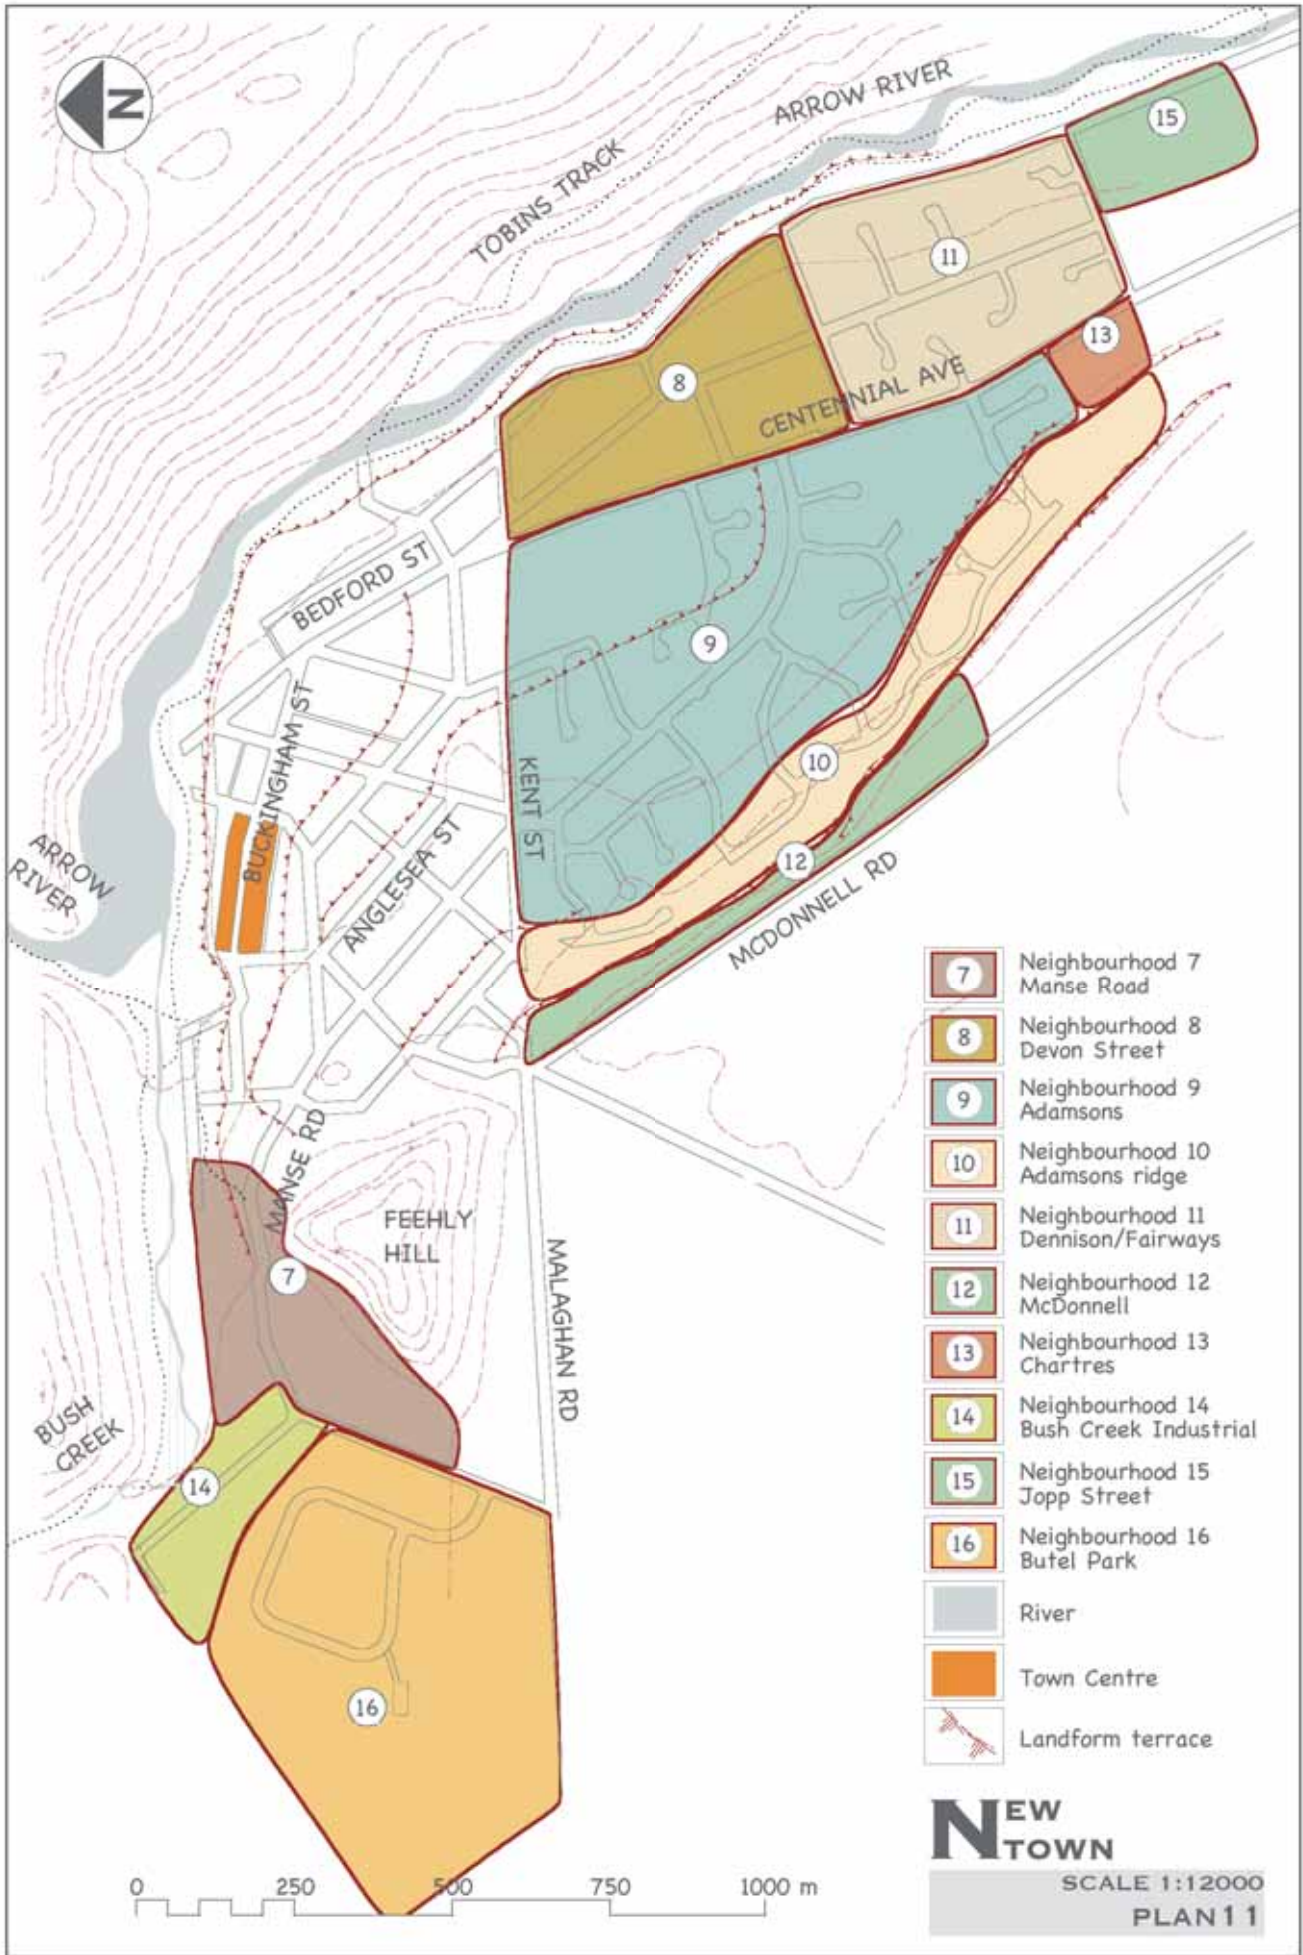 N
ARROW RIVER
TOBINS TRACK
15
11
13
8
CENTENNIAL AVE
BEDFORD ST
9
BUCKINGHAM ST
KENT ST
10
ANGLESEA ST
12
ARROW
RIVER
MCDONNELL RD
MANSE RD
FEEHLY
HILL
7
MALAGHAN RD
BUSH
CREEK
14
16
7
Neighbourhood 7
Manse Road
8
Neighbourhood 8
Devon Street
9
Neighbourhood 9
Adamsons
10
Neighbourhood 10
Adamsons ridge
11
Neighbourhood 11
Dennison/Fairways
12
Neighbourhood 12
McDonnell
13
Neighbourhood 13
Chartres
14
Neighbourhood 14
Bush Creek Industrial
15
Neighbourhood 15
Jopp Street
16
Neighbourhood 16
Butel Park
River
Town Centre
Landform terrace
NEW
TOWN
SCALE 1:12000
PLAN11
0 250 500 750 1000 m